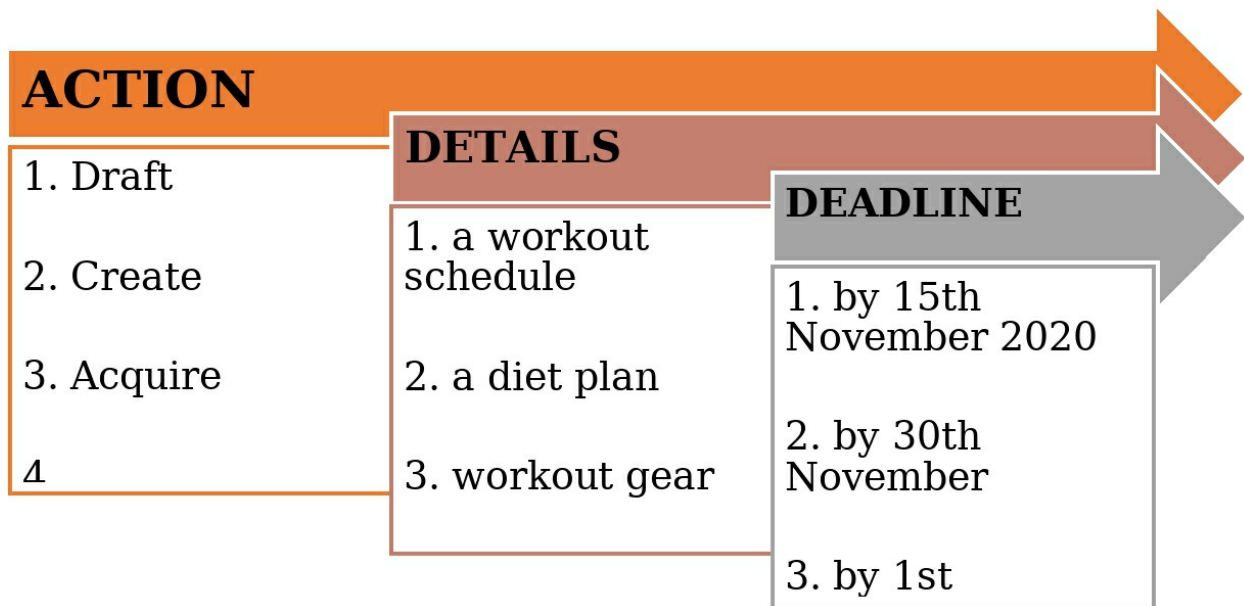 ACTION
1. Draft
2. Create
3. Acquire
4
DETAILS
1. a workout
schedule
2. a diet plan
3. workout gear
DEADLINE
1. by 15th
November 2020
2. by 30th
November
3. by 1st